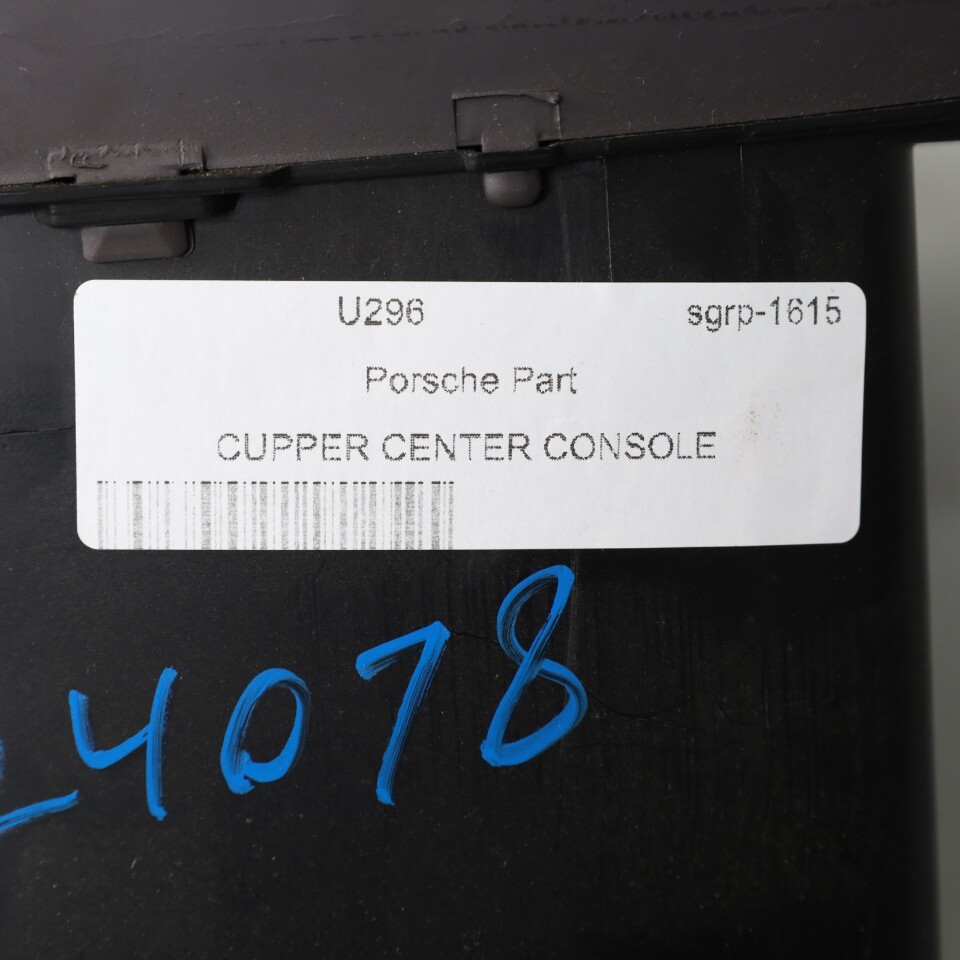 U296 sgrp-1615
Porsche Part
CUPPER CENTER CONSOLE
4078